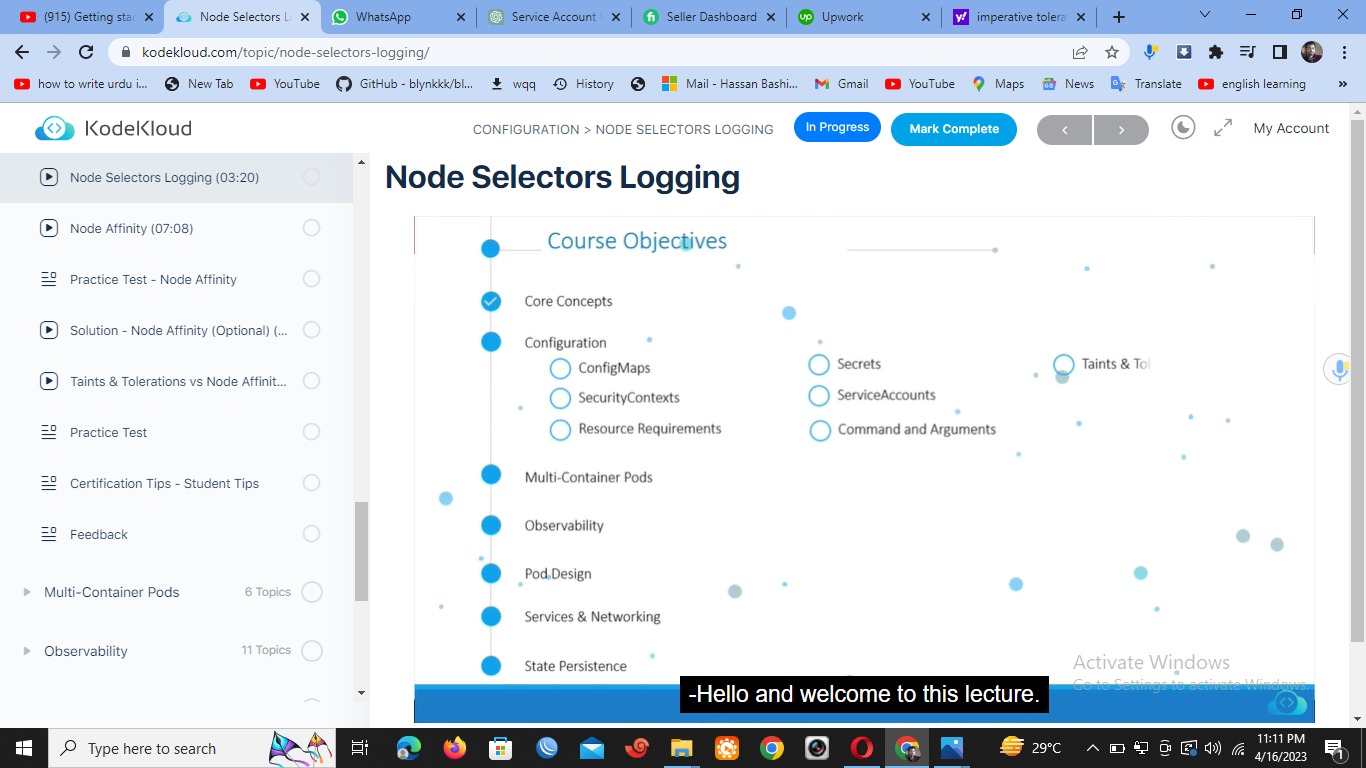 (915) Getting star
Node Selectors Lo
WhatsApp
Service Account
Seller Dashboard
Upwork
imperative tolera
kodekloud.com/topic/node-selectors-logging/
how to write urdu i...
New Tab
YouTube
GitHub - blynkkk/bl...
wqq
History
Mail - Hassan Bashi...
Gmail
YouTube
Maps
News
Translate
english learning
»
KodeKloud
CONFIGURATION > NODE SELECTORS LOGGING
In Progress
Mark Complete
My Account
Node Selectors Logging (03:20)
Node Affinity (07:08)
Practice Test - Node Affinity
Solution - Node Affinity (Optional) (...
Taints & Tolerations vs Node Affinit...
Practice Test
Certification Tips - Student Tips
Feedback
Multi-Container Pods
6 Topics
Observability
11 Topics
Node Selectors Logging
Course Objectives
Core Concepts
Configuration
ConfigMaps
Secrets
Taints & Tol
SecurityContexts
ServiceAccounts
Resource Requirements
Command and Arguments
Multi-Container Pods
Observability
Pod Design
Services & Networking
State Persistence
-Hello and welcome to this lecture.
Activate Windows
Go to Settings to activate Windows.
Type here to search
29°C
11:11 PM
4/16/2023
1